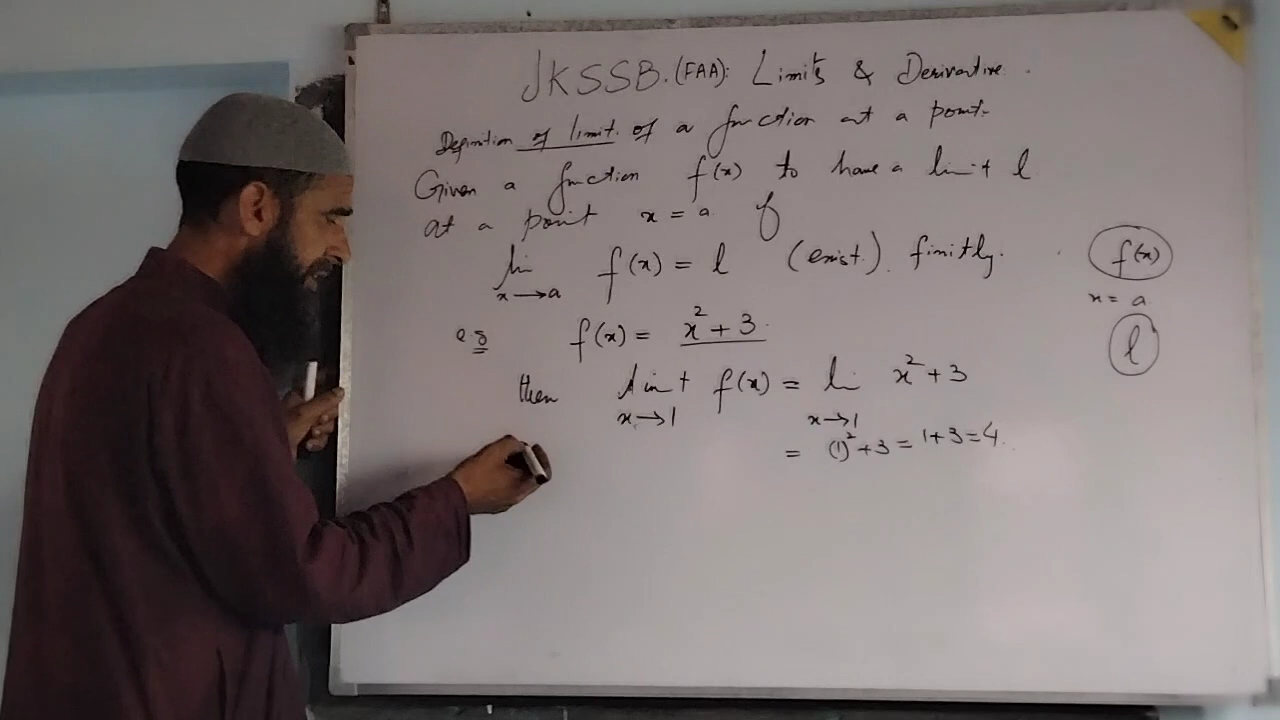 JKSSB. (FAA): Limits & Derivative.
Definition of limit of a function at a point.
Given a function f(x) to have a limit l
at a point x = a if
lim f(x) = l (exist). finitly.
x→a
f(x)
x = a
l
e.g f(x) = x² + 3.
then limit f(x) = lim x² + 3
x→1 x→1
= (1)² + 3 = 1 + 3 = 4.